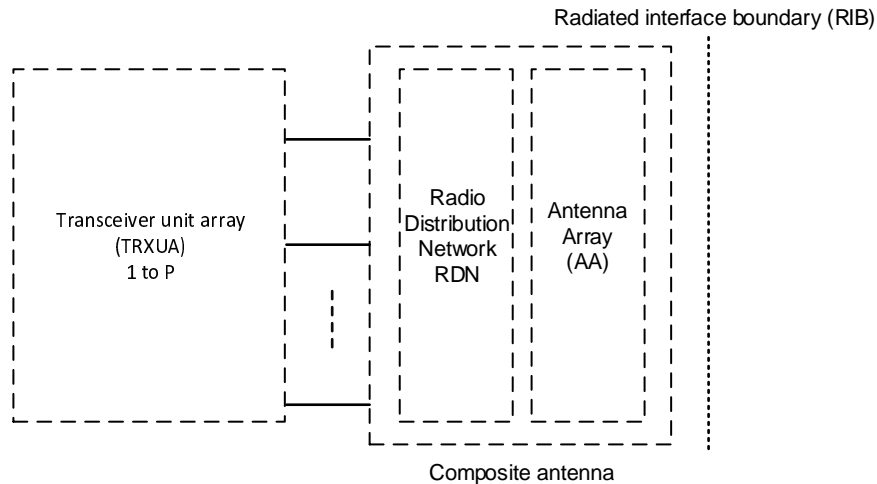 Radiated interface boundary (RIB)
Transceiver unit array
(TRXUA)
1 to P
Radio
Distribution
Network
RDN
Antenna
Array
(AA)
Composite antenna